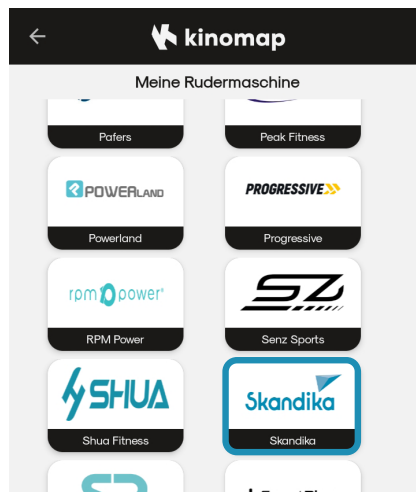 kinomap
Meine Rudermaschine
Pafers
Peak Fitness
POWERLAND
PROGRESSIVE
Powerland
Progressive
rpm power
SZ
RPM Power
Senz Sports
SHUA
Skandika
Shua Fitness
Skandika